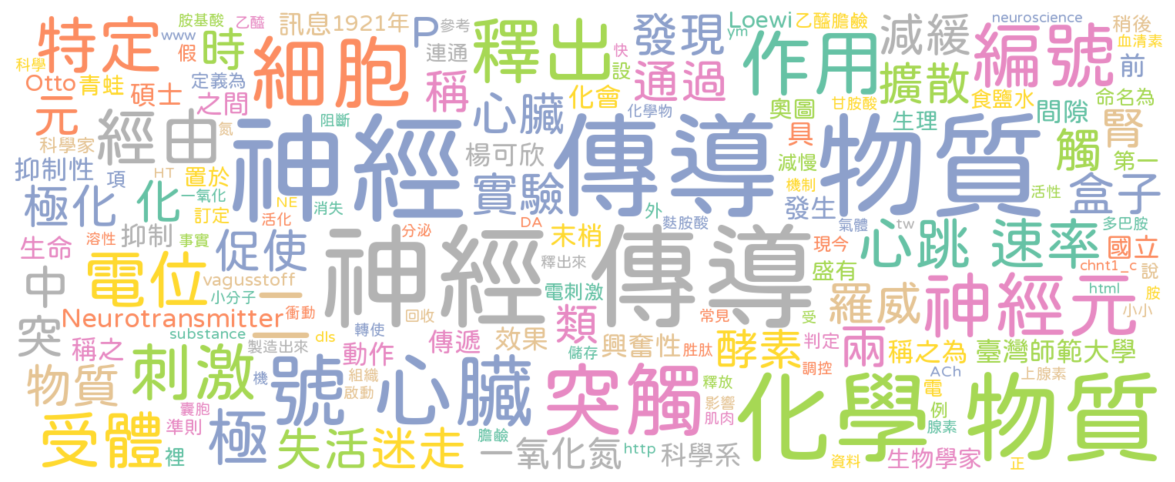 特定 時 訊息 1921年 P 參考 釋出 發現 Loewi 乙醯膽鹼 neuroscience 稍後
胺基酸 乙醯 www 假 細胞 連通 快 設 通過 ym 作用 減緩 編號 血清素
科學 Otto 青蛙 定義為 碩士 之間 稱 心臟 化會 化學物 奧圖 擴散 食鹽水 前 命名為
元 經由 阻斷 甘胺酸 生理 間隙 腎
科學家 氮 神經傳導物質 楊可欣 具 減慢 觸 第一
抑制性 項 HT 置於 一氧化 實驗 機制 活性 盒子
極化 化 訂定 NE 活化 消失 DA 外 麩胺酸 發生 氣體 多巴胺
生命 溶性 抑制 事實 促使 神經傳導 分泌 末梢 釋出來 現今 tw 心跳速率 國立
中 電位 vagusstoff 小分子 電刺激 盛有 chnt1_c 說
突 Neurotransmitter 一 衝動 回收 類 常見 受 羅威 神經元 html 胺 小小
稱之 substance 製造出來 dls 轉使 傳遞 效果 興奮性 儲存 胜肽 酵素 判定 兩 稱之為 臺灣師範大學
物質 刺激 號 機 組織 啟動 動作 心臟 突觸 釋放 調控 ACh 電 上腺素
受體 囊胞 準則 極 影響 肌肉 化學物質 例 腺素
裡 失活 迷走 膽鹼 一氧化氮 http 科學系 資料 生物學家 正